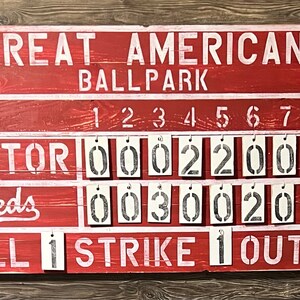 REAT AMERICAN
BALLPARK
1 2 3 4 5 6 7
TOR 0 0 0 2 2 0 0
eds 0 0 3 0 0 2 0
LL 1 STRIKE 1 OUT 0